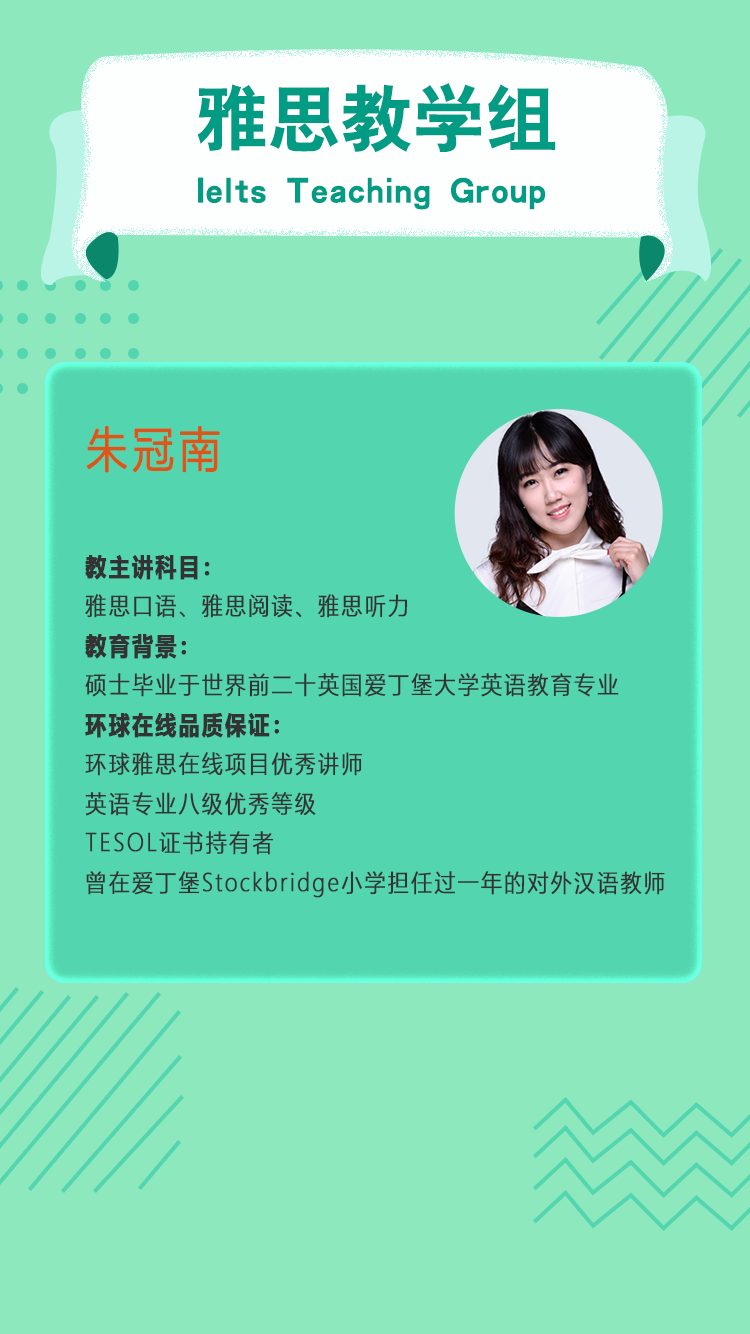 雅思教学组
Ielts Teaching Group
朱冠南
教主讲科目：
雅思口语、雅思阅读、雅思听力
教育背景：
硕士毕业于世界前二十英国爱丁堡大学英语教育专业
环球在线品质保证：
环球雅思在线项目优秀讲师
英语专业八级优秀等级
TESOL证书持有者
曾在爱丁堡Stockbridge小学担任过一年的对外汉语教师